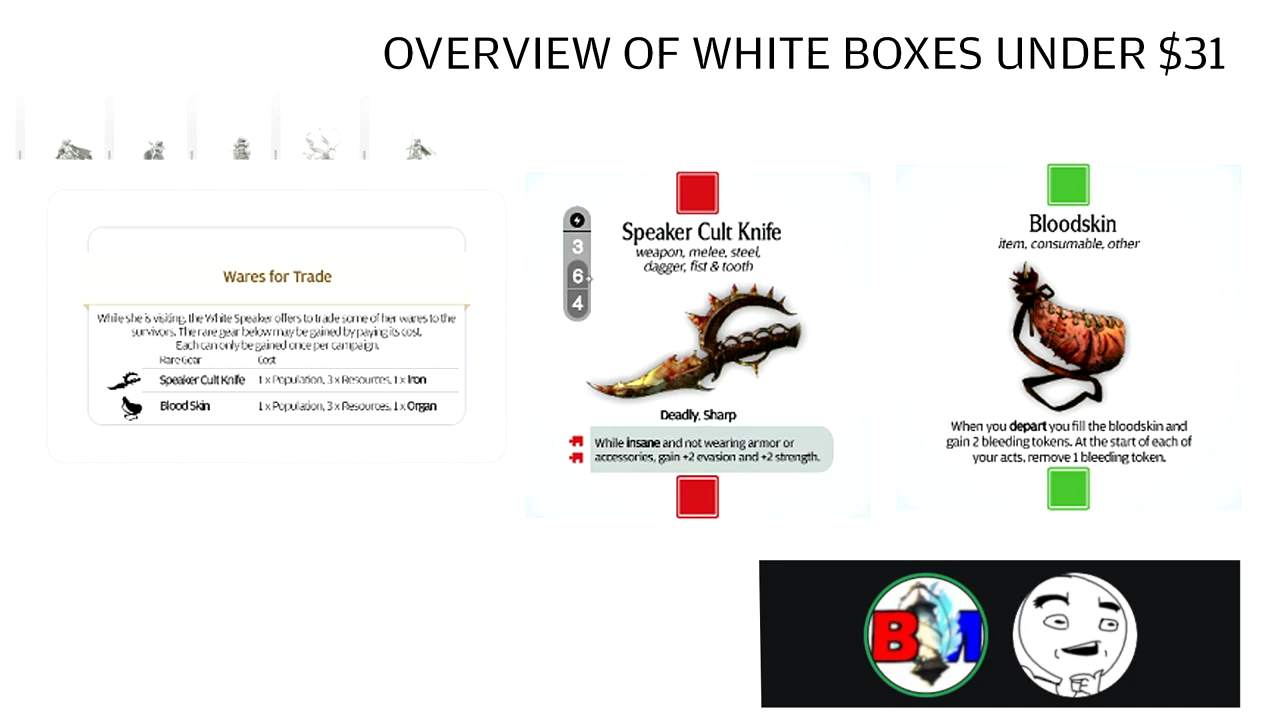 OVERVIEW OF WHITE BOXES UNDER $31
Wares for Trade
While she is visiting, the White Speaker offers to trade some of her wares to the
survivors. The rare gear below may be gained by paying its cost.
Each can only be gained once per campaign.
Rare Gear Cost
Speaker Cult Knife 1 x Population, 3 x Resources, 1 x Iron
Blood Skin 1 x Population, 3 x Resources, 1 x Organ
3
6
4
Speaker Cult Knife
weapon, melee, steel,
dagger, fist & tooth
Deadly, Sharp
While insane and not wearing armor or
accessories, gain +2 evasion and +2 strength.
Bloodskin
item, consumable, other
When you depart you fill the bloodskin and
gain 2 bleeding tokens. At the start of each of
your acts, remove 1 bleeding token.
B M